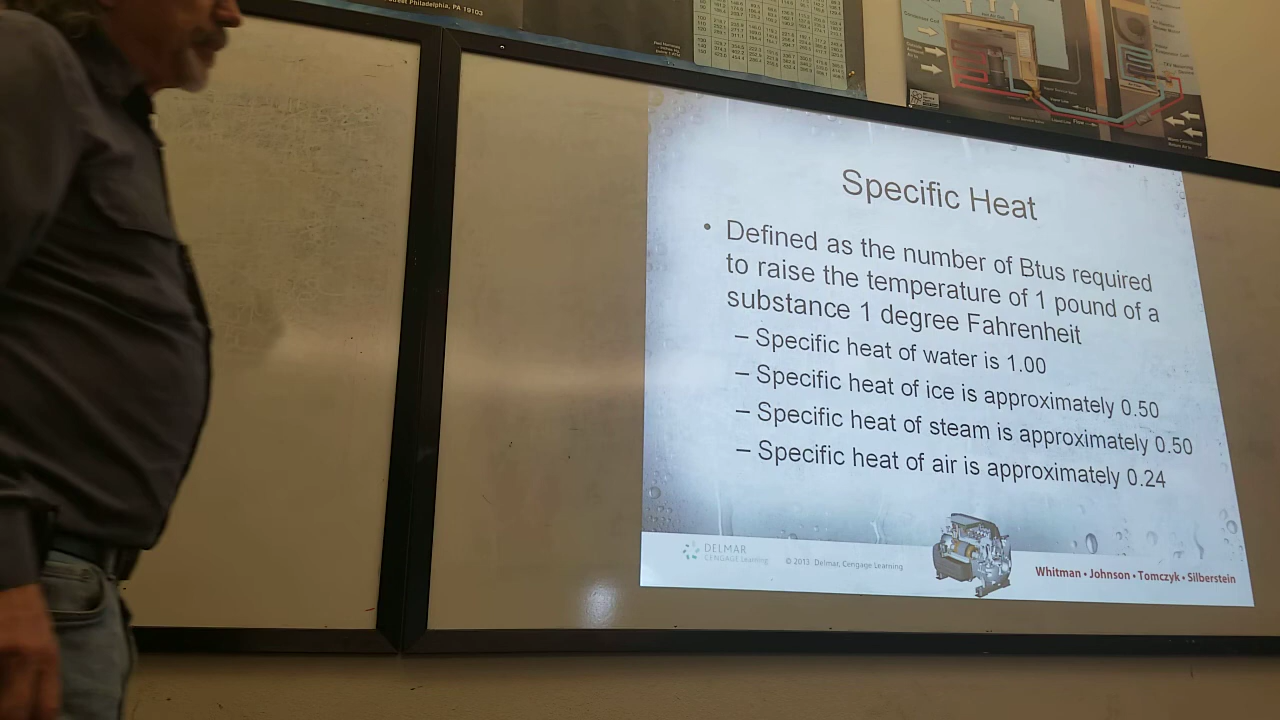 Street Philadelphia, PA 19103
Specific Heat
• Defined as the number of Btus required
to raise the temperature of 1 pound of a
substance 1 degree Fahrenheit
– Specific heat of water is 1.00
– Specific heat of ice is approximately 0.50
– Specific heat of steam is approximately 0.50
– Specific heat of air is approximately 0.24
DELMAR
CENGAGE Learning
© 2013 Delmar, Cengage Learning
Whitman • Johnson • Tomczyk • Silberstein